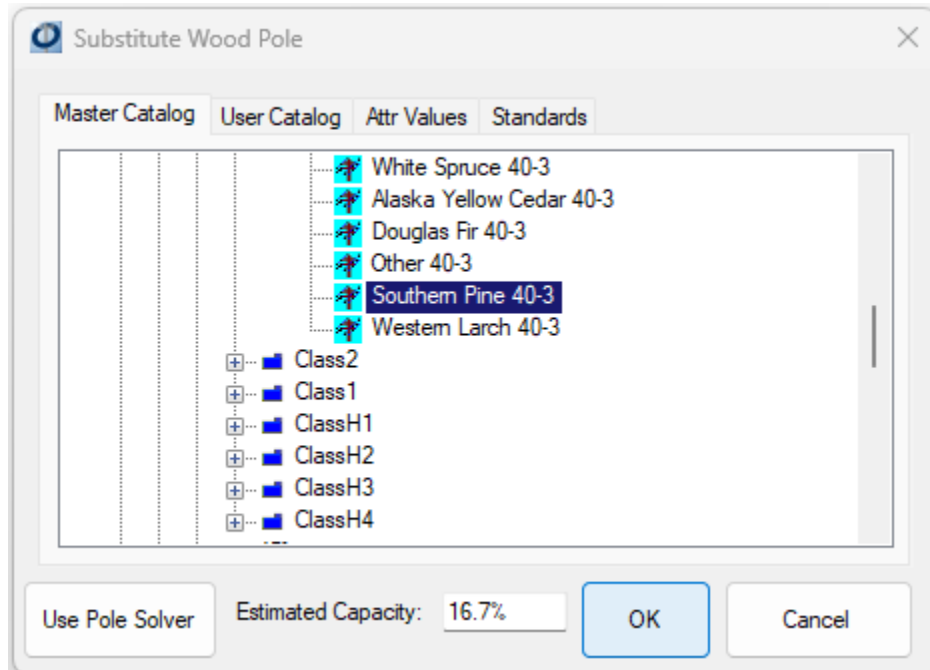 Substitute Wood Pole
Master Catalog User Catalog Attr Values Standards
White Spruce 40-3
Alaska Yellow Cedar 40-3
Douglas Fir 40-3
Other 40-3
Southern Pine 40-3
Western Larch 40-3
Class2
Class1
ClassH1
ClassH2
ClassH3
ClassH4
Use Pole Solver Estimated Capacity: 16.7% OK Cancel